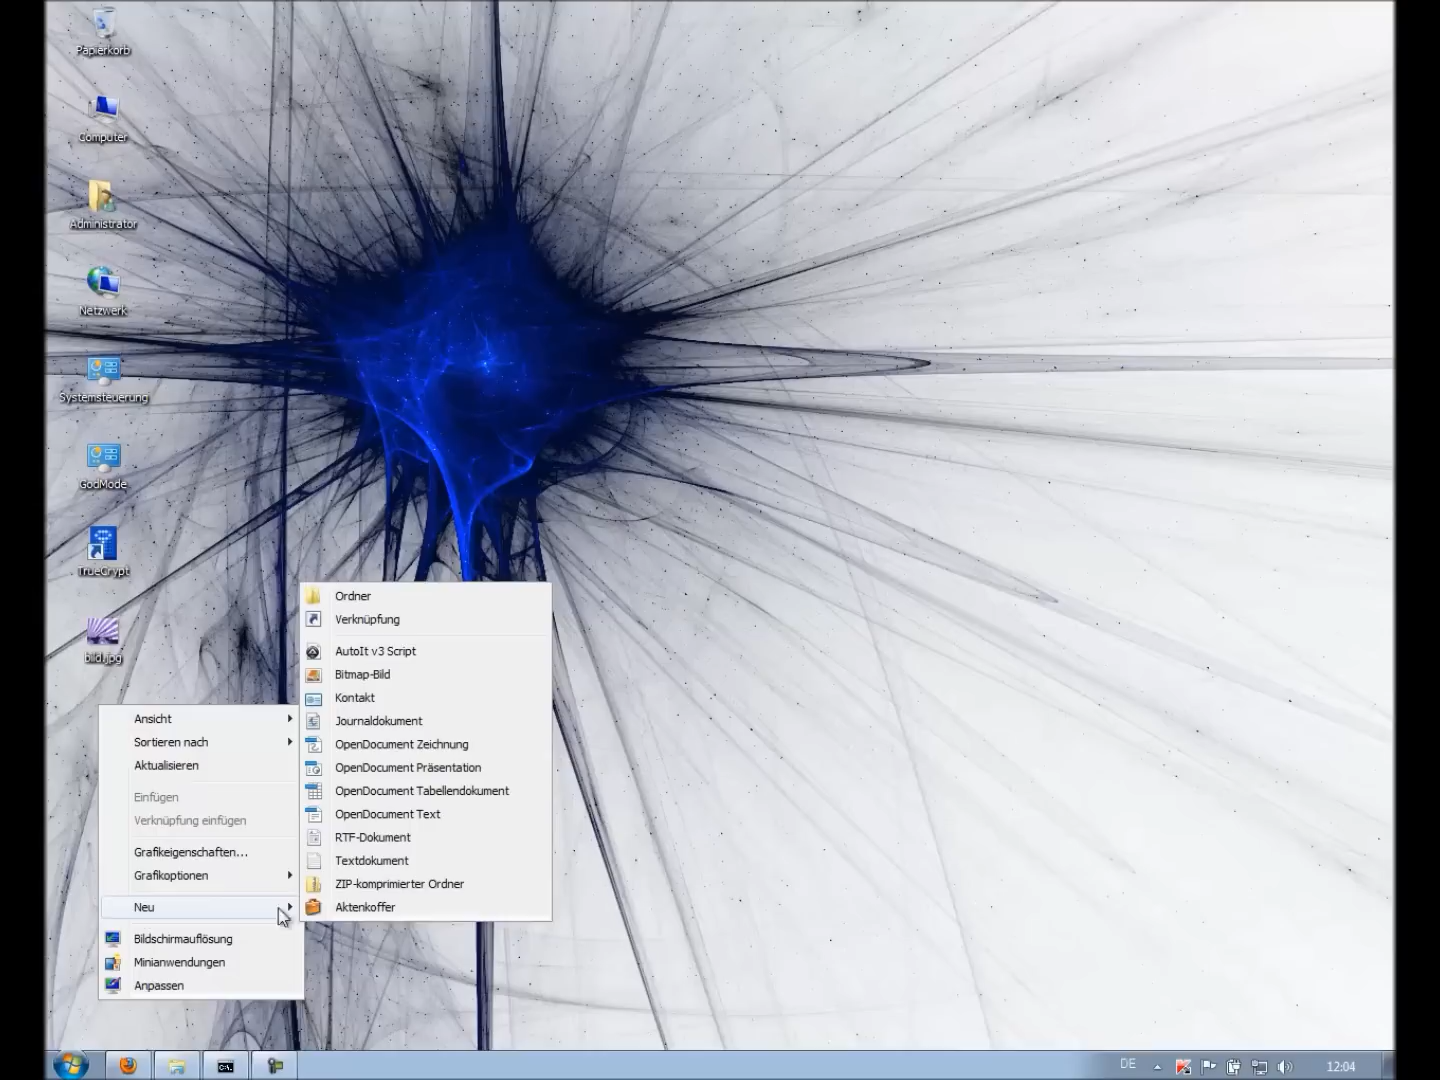 Papierkorb
Computer
Administrator
Netzwerk
Systemsteuerung
GodMode
TrueCrypt
bild.jpg
Ansicht
Sortieren nach
Aktualisieren
Einfügen
Verknüpfung einfügen
Grafikeigenschaften...
Grafikoptionen
Neu
Bildschirmauflösung
Minianwendungen
Anpassen
Ordner
Verknüpfung
AutoIt v3 Script
Bitmap-Bild
Kontakt
Journaldokument
OpenDocument Zeichnung
OpenDocument Präsentation
OpenDocument Tabellendokument
OpenDocument Text
RTF-Dokument
Textdokument
ZIP-komprimierter Ordner
Aktenkoffer
DE
12:04